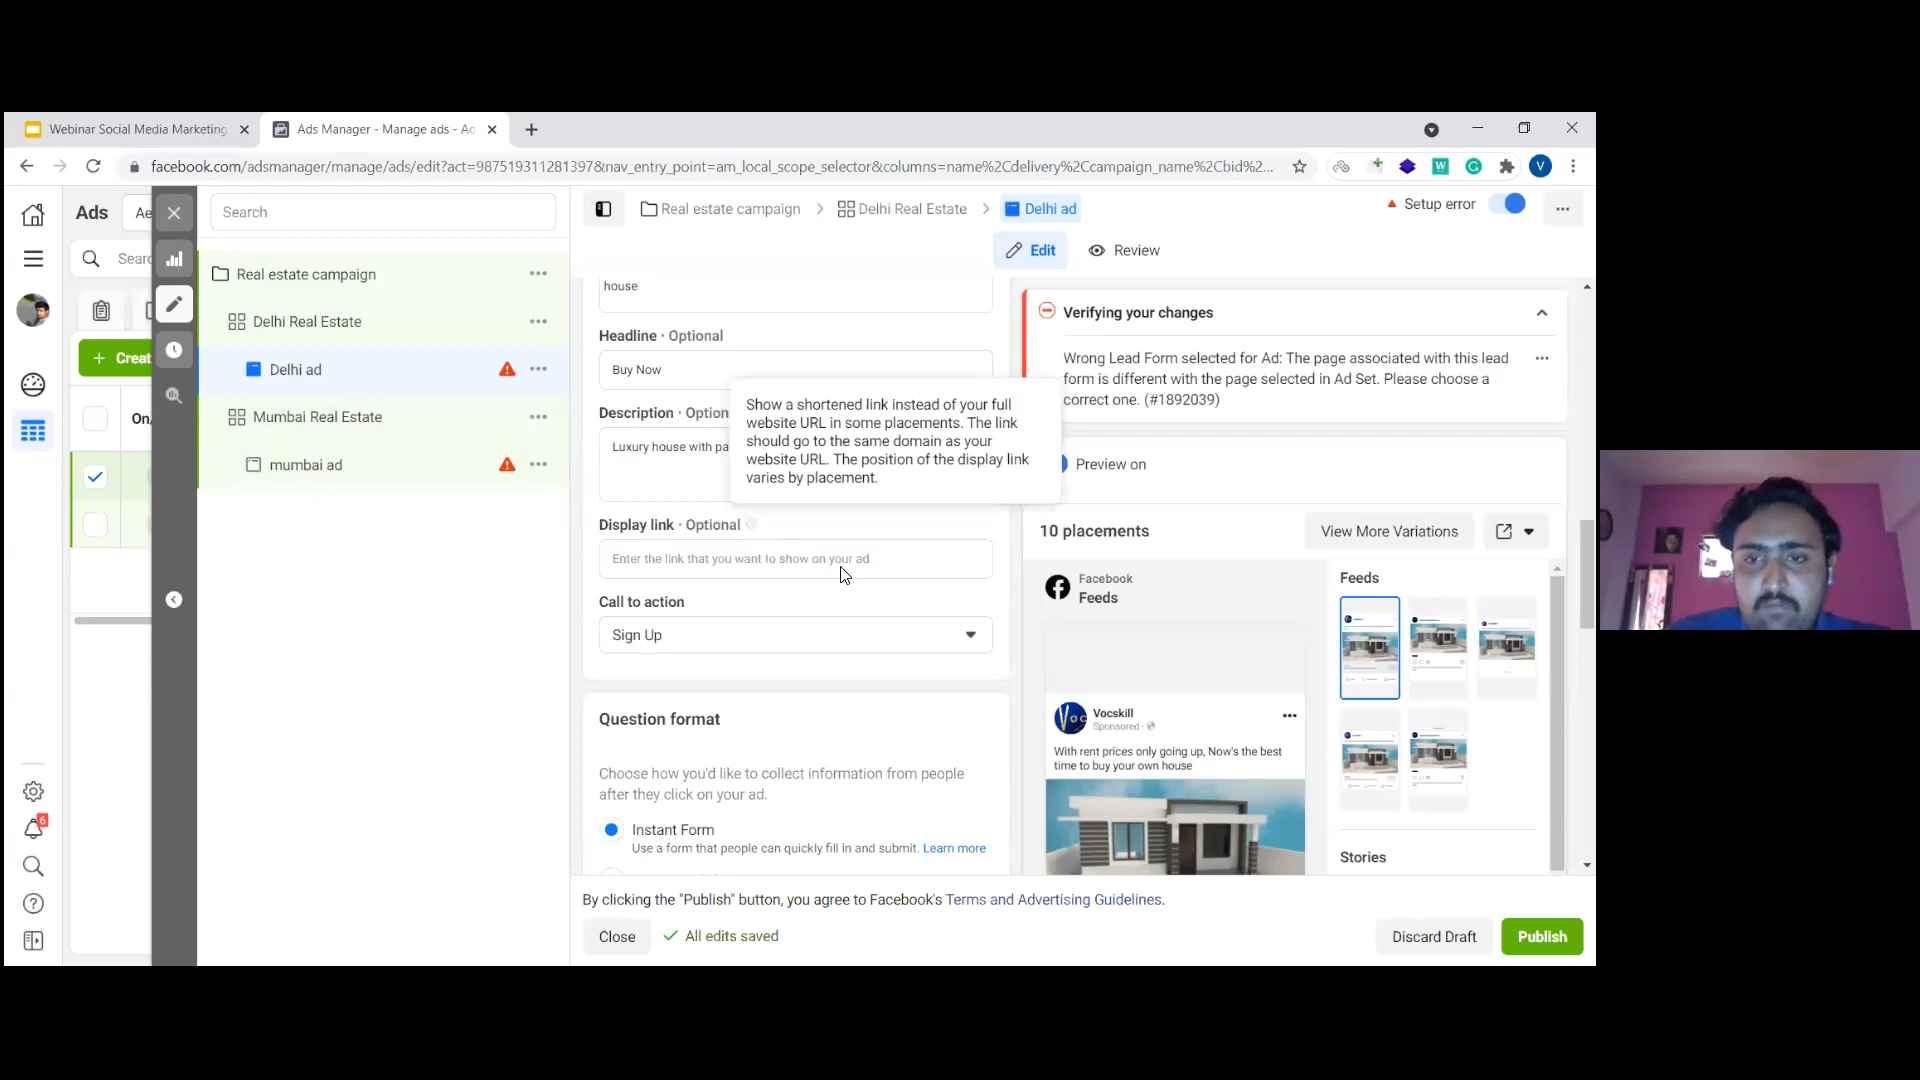 Webinar Social Media Marketing
Ads Manager - Manage ads - Ad
facebook.com/adsmanager/manage/ads/edit?act=987519311281397&nav_entry_point=am_local_scope_selector&columns=name%2Cdelivery%2Ccampaign_name%2Cbid%2...
V
Ads
Ae
Search
Real estate campaign
Delhi Real Estate
Delhi ad
Setup error
Edit
Review
Sear
+ Creat
On/
6
Real estate campaign
Delhi Real Estate
Delhi ad
Mumbai Real Estate
mumbai ad
house
Headline · Optional
Buy Now
Description · Option
Luxury house with pa
Show a shortened link instead of your full
website URL in some placements. The link
should go to the same domain as your
website URL. The position of the display link
varies by placement.
Display link · Optional
Enter the link that you want to show on your ad
Call to action
Sign Up
Question format
Choose how you'd like to collect information from people
after they click on your ad.
Instant Form
Use a form that people can quickly fill in and submit. Learn more
Verifying your changes
Wrong Lead Form selected for Ad: The page associated with this lead
form is different with the page selected in Ad Set. Please choose a
correct one. (#1892039)
Preview on
10 placements
View More Variations
Facebook
Feeds
Voc
Vocskill
Sponsored ·
With rent prices only going up, Now's the best
time to buy your own house
Feeds
Stories
By clicking the "Publish" button, you agree to Facebook's Terms and Advertising Guidelines.
Close
All edits saved
Discard Draft
Publish